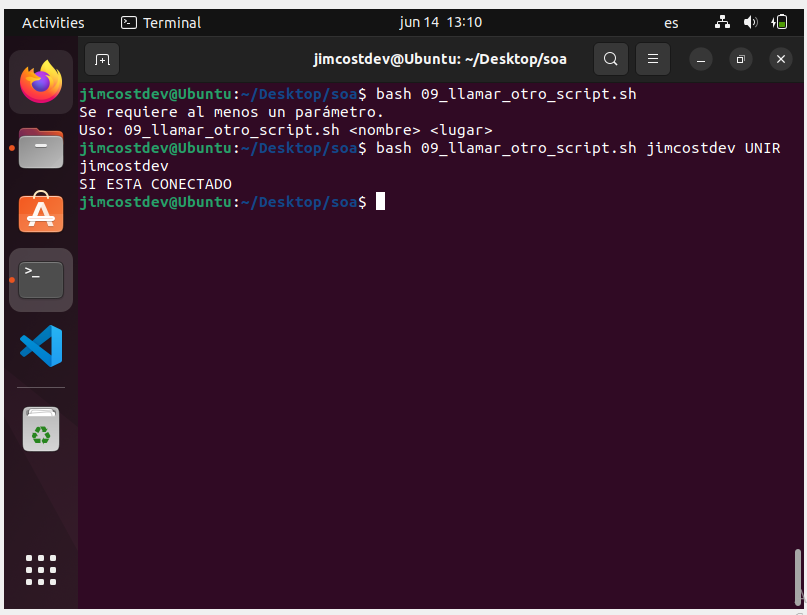 Activities
Terminal
jun 14 13:10
es
jimcostdev@Ubuntu: ~/Desktop/soa
jimcostdev@Ubuntu:~/Desktop/soa$ bash 09_llamar_otro_script.sh
Se requiere al menos un parámetro.
Uso: 09_llamar_otro_script.sh <nombre> <lugar>
jimcostdev@Ubuntu:~/Desktop/soa$ bash 09_llamar_otro_script.sh jimcostdev UNIR
jimcostdev
SI ESTA CONECTADO
jimcostdev@Ubuntu:~/Desktop/soa$